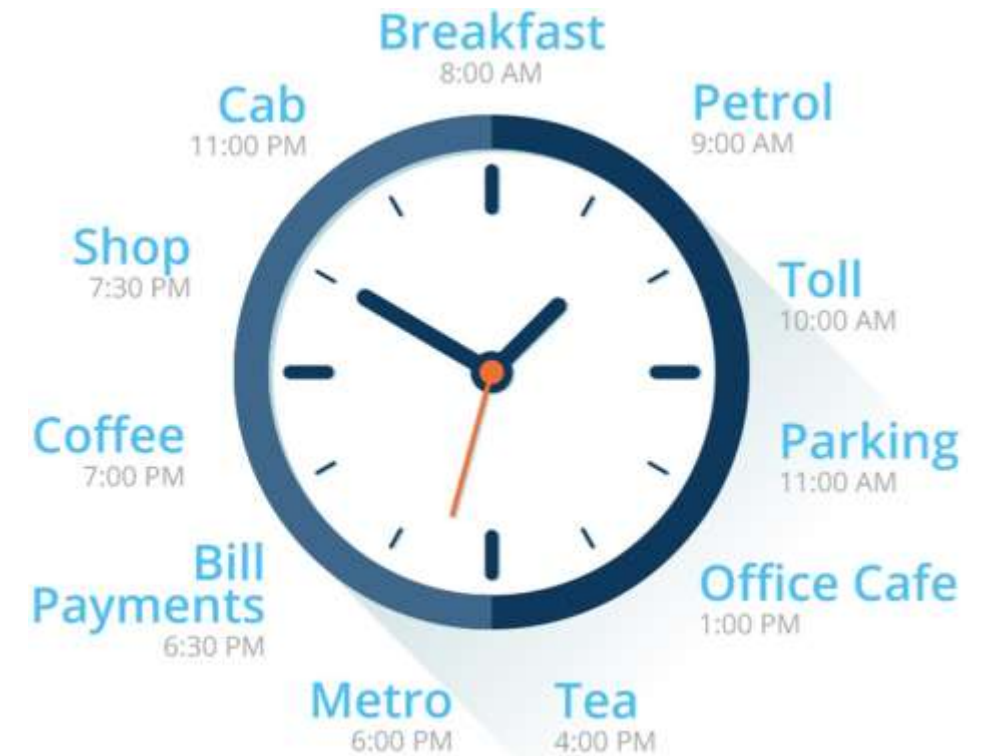 Breakfast
8:00 AM
Petrol
9:00 AM
Toll
10:00 AM
Parking
11:00 AM
Office Cafe
1:00 PM
Tea
4:00 PM
Metro
6:00 PM
Bill
Payments
6:30 PM
Coffee
7:00 PM
Shop
7:30 PM
Cab
11:00 PM